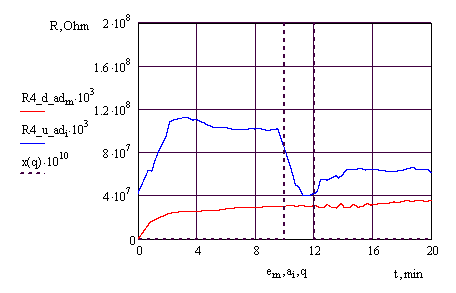 R,Ohm
2·10⁸
1.6·10⁸
1.2·10⁸
8·10⁷
4·10⁷
0
R4_d_adₘ·10³
R4_u_adᵢ·10³
x(q)·10¹⁰
0 4 8 12 16 20
eₘ,aᵢ,q
t,min